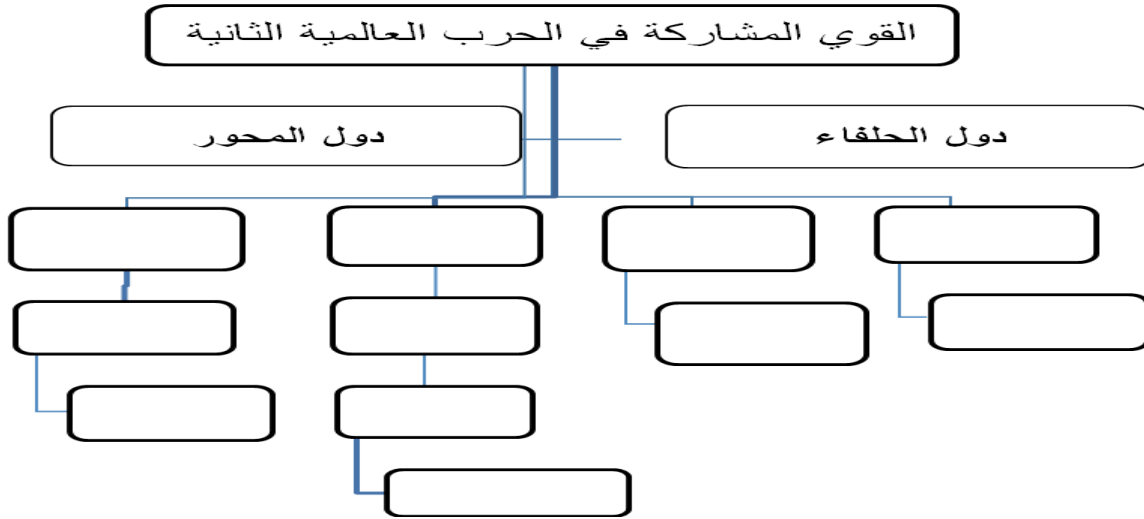 القوي المشاركة في الحرب العالمية الثانية
دول الحلفاء
دول المحور